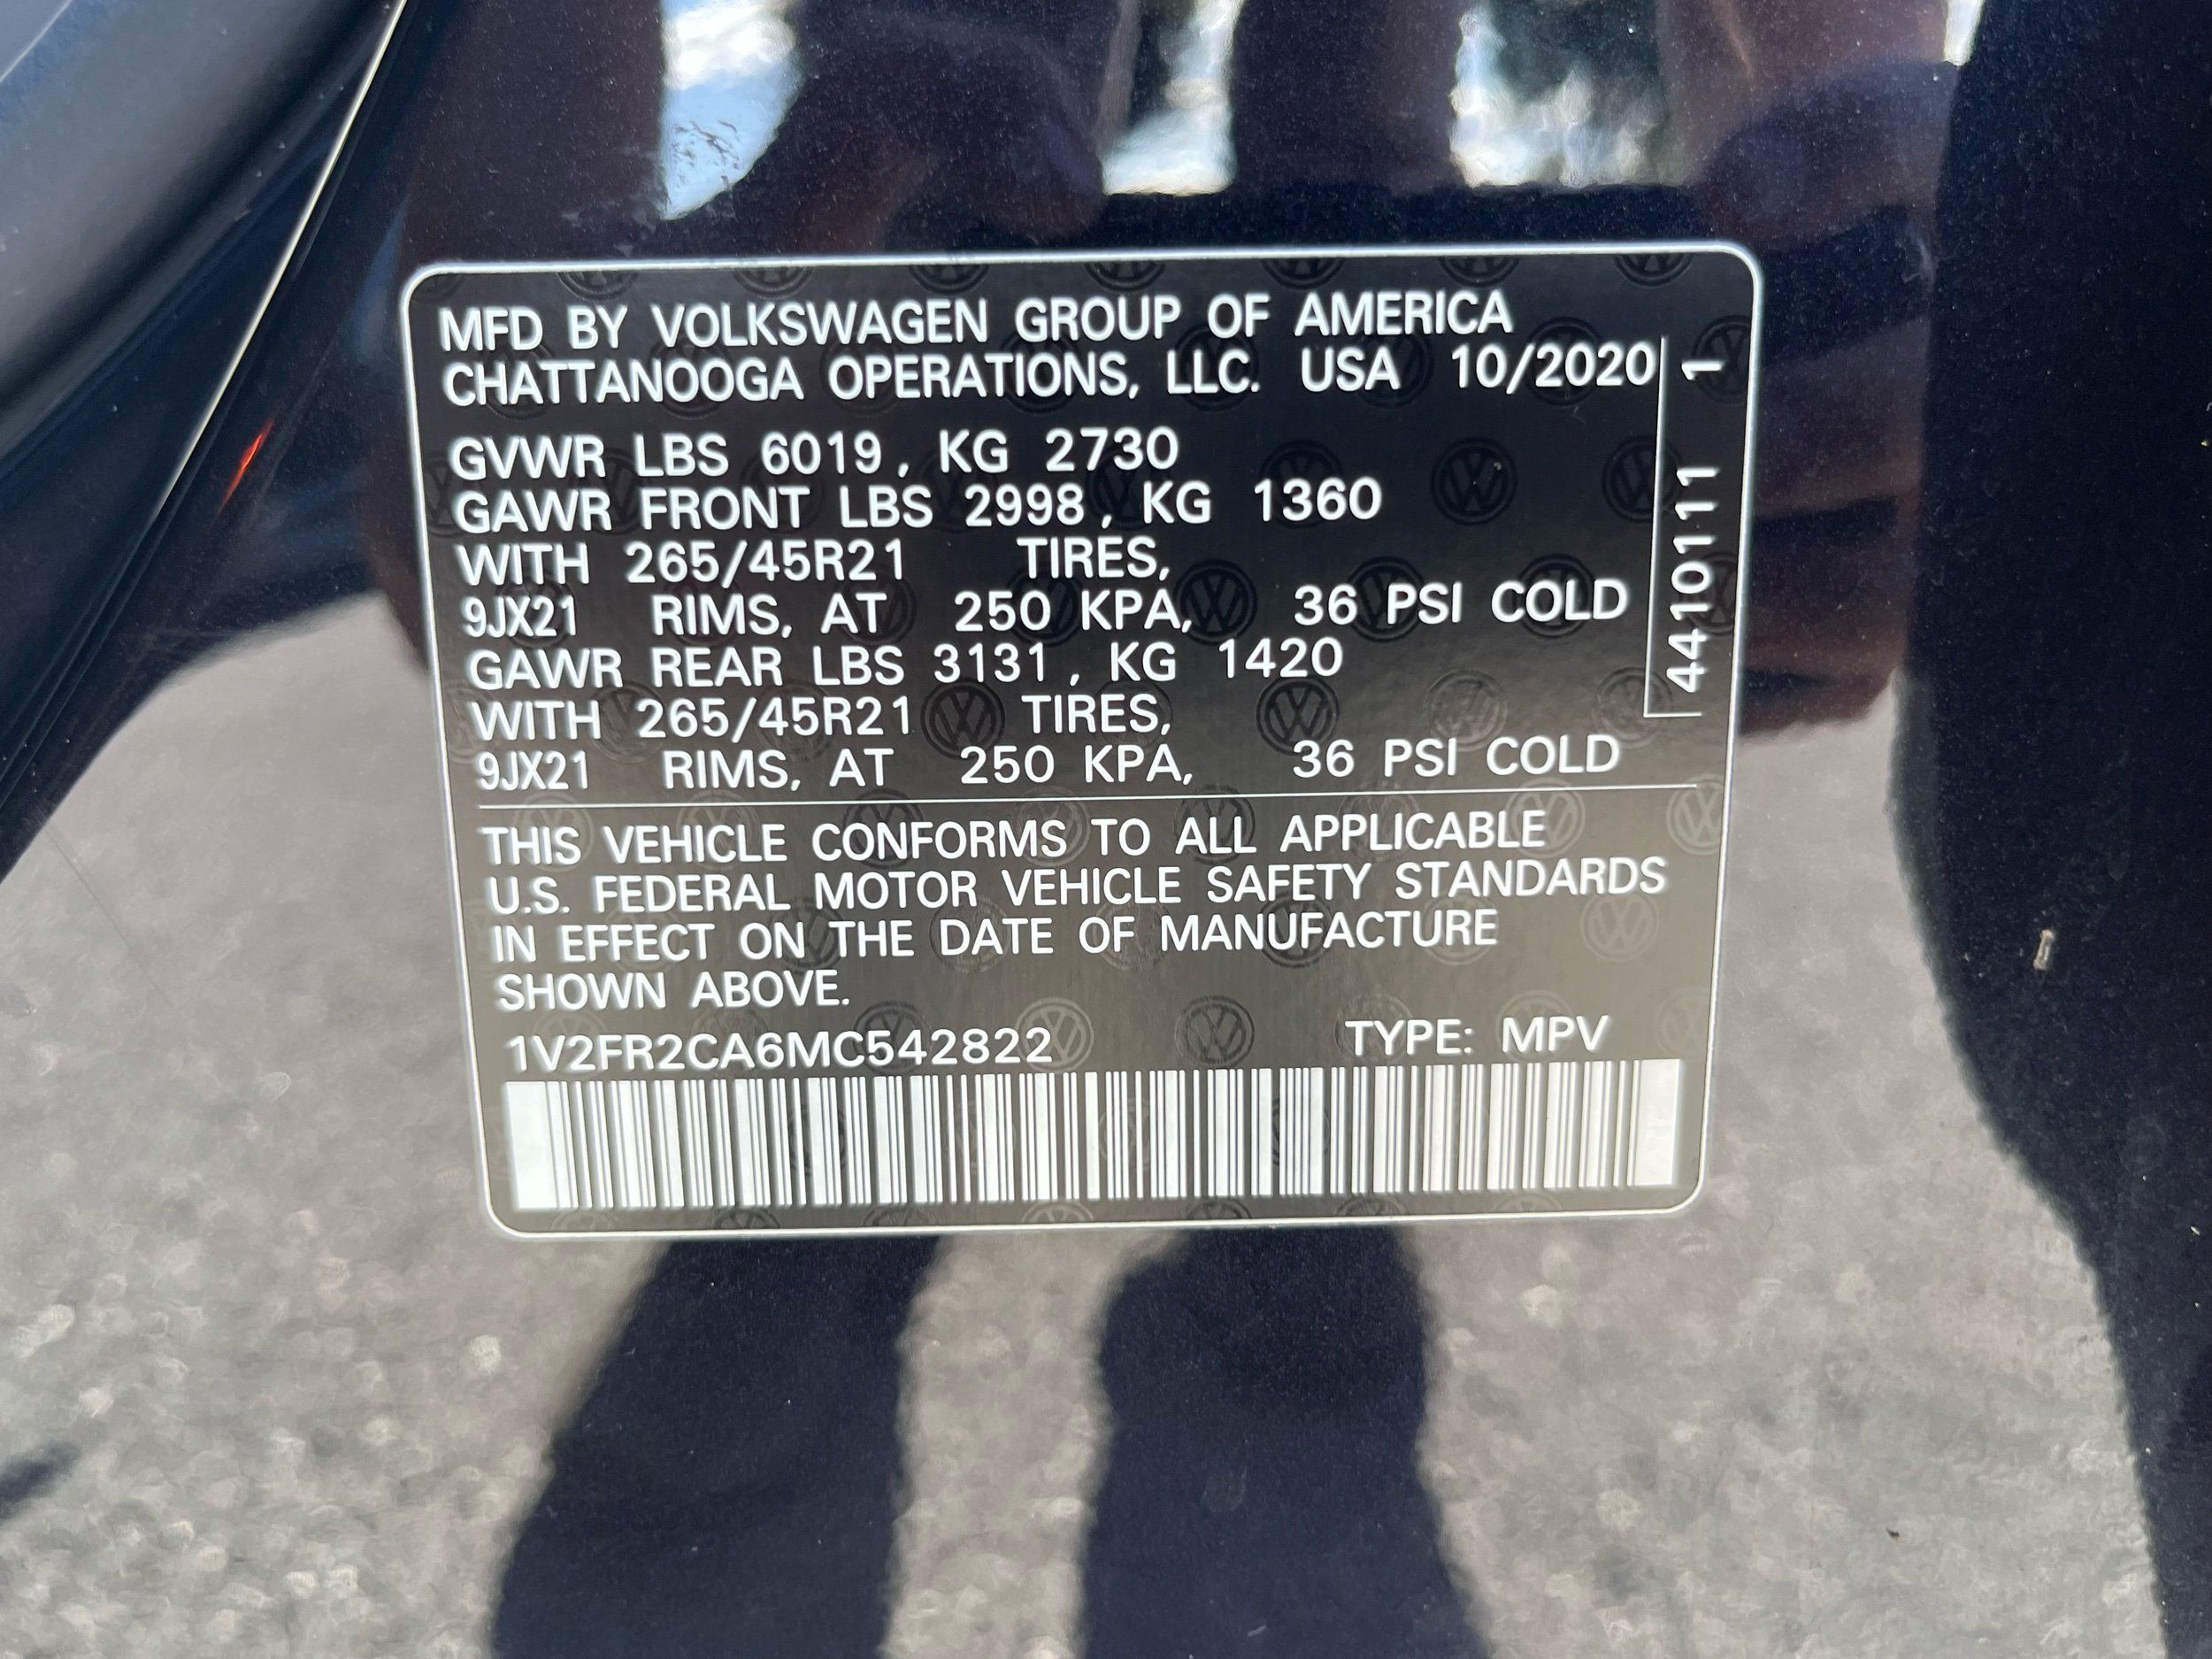 MFD BY VOLKSWAGEN GROUP OF AMERICA
CHATTANOOGA OPERATIONS, LLC. USA 10/2020
GVWR LBS 6019, KG 2730
GAWR FRONT LBS 2998, KG 1360
WITH 265/45R21 TIRES,
9JX21 RIMS, AT 250 KPA, 36 PSI COLD
GAWR REAR LBS 3131, KG 1420
WITH 265/45R21 TIRES,
9JX21 RIMS, AT 250 KPA, 36 PSI COLD
4410111 1
THIS VEHICLE CONFORMS TO ALL APPLICABLE
U.S. FEDERAL MOTOR VEHICLE SAFETY STANDARDS
IN EFFECT ON THE DATE OF MANUFACTURE
SHOWN ABOVE.
1V2FR2CA6MC542822 TYPE: MPV